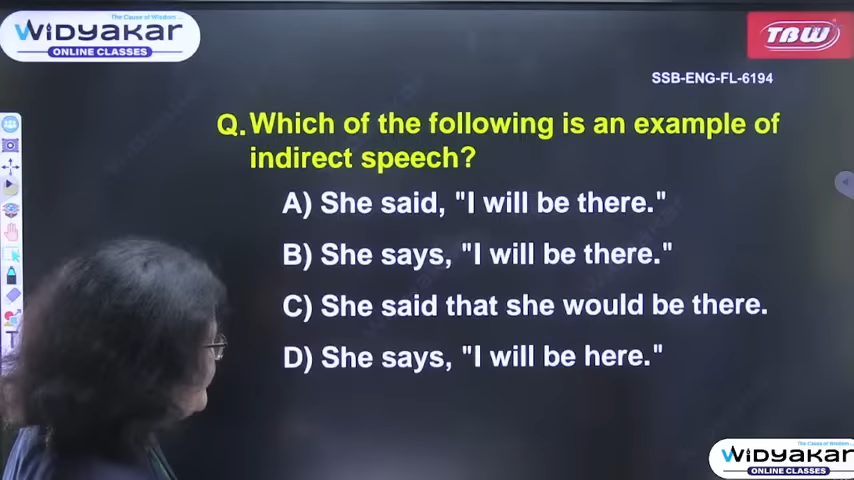 The Cause of Wisdom...
WIDYAKAR
ONLINE CLASSES
TBW
SSB-ENG-FL-6194
Q. Which of the following is an example of
indirect speech?
A) She said, "I will be there."
B) She says, "I will be there."
C) She said that she would be there.
D) She says, "I will be here."
The Cause of Wisdom...
WIDYAKAR
ONLINE CLASSES